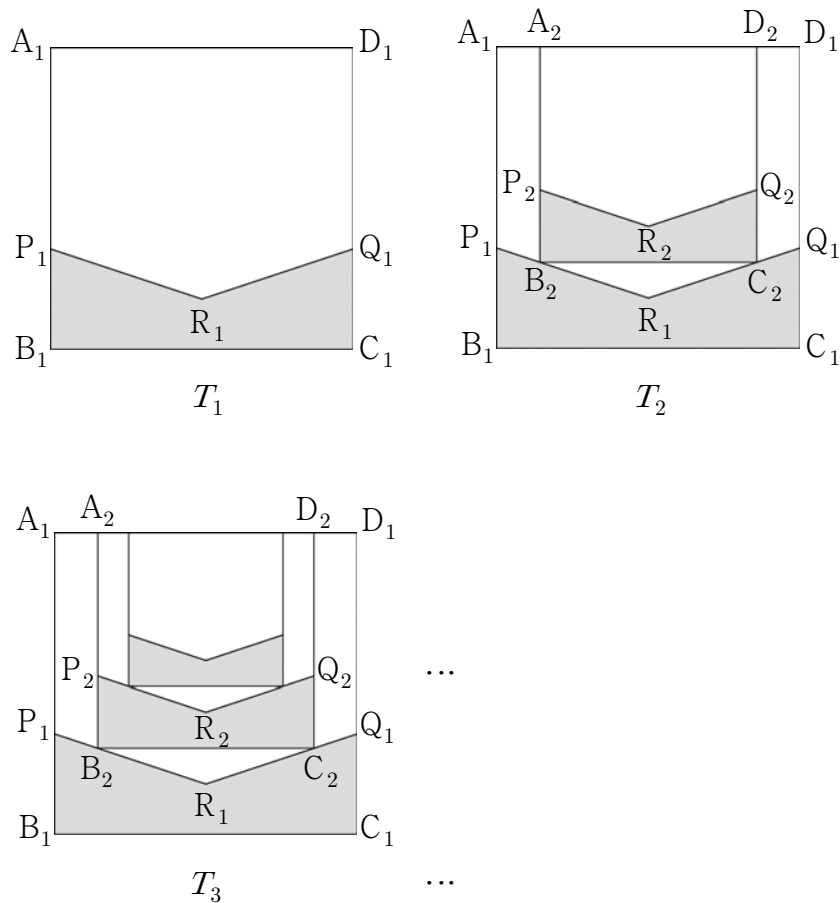 A₁ D₁
P₁ Q₁
R₁
B₁ C₁
T₁
A₁ A₂ D₂ D₁
P₂ Q₂
P₁ R₂ Q₁
B₂ C₂
R₁
B₁ C₁
T₂
A₁ A₂ D₂ D₁
P₂ Q₂ ...
P₁ R₂ Q₁
B₂ C₂
R₁
B₁ C₁
T₃ ...